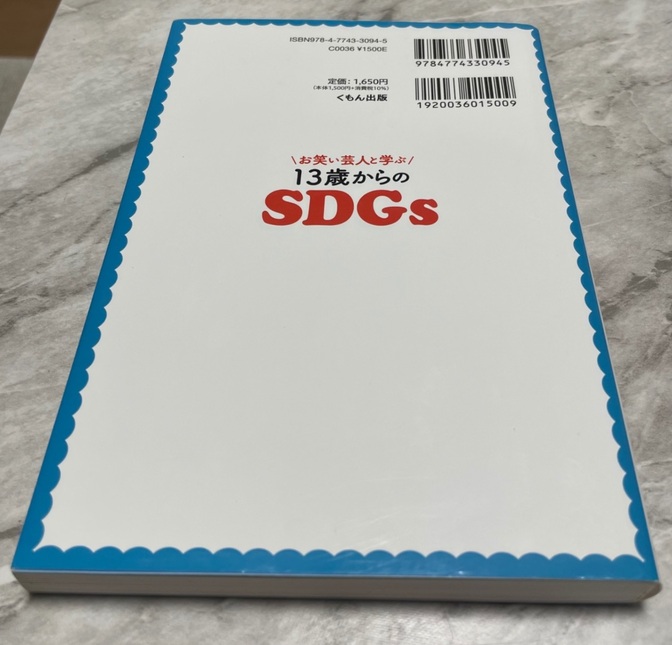 ISBN978-4-7743-3094-5
C0036 ¥1500E
定価：1,650円
（本体1,500円+消費税10%）
くもん出版
9784774330945
1920036015009
\お笑い芸人と学ぶ/
13歳からの
SDGs